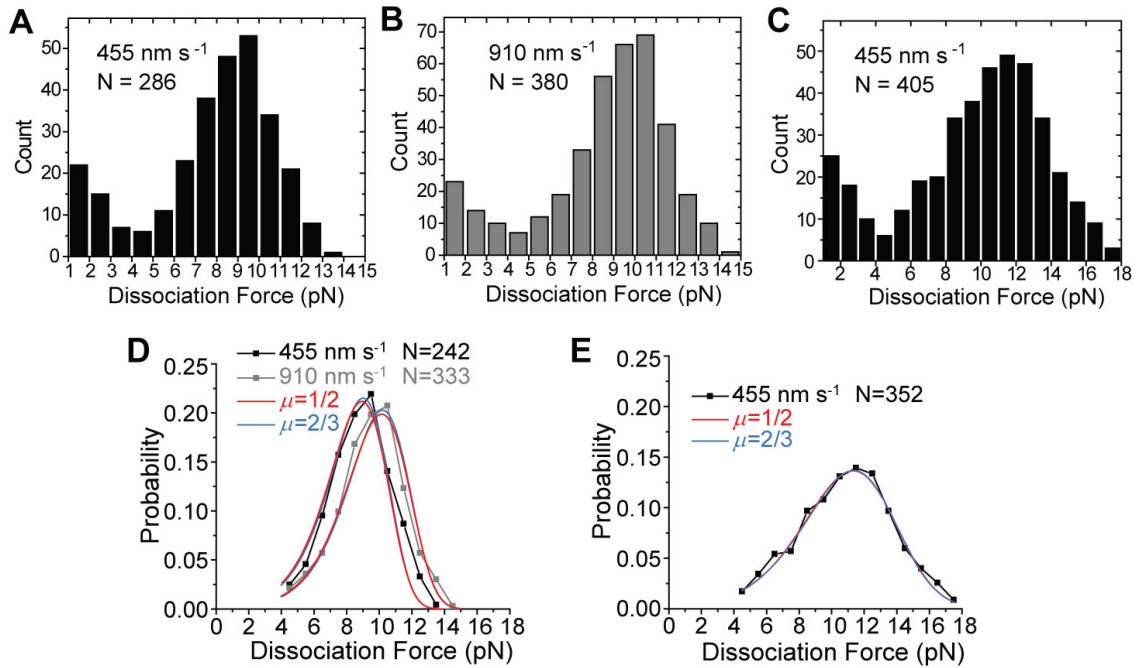 A
455 nm s⁻¹
N = 286
Count
50
40
30
20
10
0
1 2 3 4 5 6 7 8 9 10 11 12 13 14 15
Dissociation Force (pN)
B
910 nm s⁻¹
N = 380
Count
70
60
50
40
30
20
10
0
1 2 3 4 5 6 7 8 9 10 11 12 13 14 15
Dissociation Force (pN)
C
455 nm s⁻¹
N = 405
Count
50
40
30
20
10
0
2 4 6 8 10 12 14 16 18
Dissociation Force (pN)
D
455 nm s⁻¹ N=242
910 nm s⁻¹ N=333
μ=1/2
μ=2/3
Probability
0.25
0.20
0.15
0.10
0.05
0.00
0 2 4 6 8 10 12 14 16 18
Dissociation Force (pN)
E
455 nm s⁻¹ N=352
μ=1/2
μ=2/3
Probability
0.25
0.20
0.15
0.10
0.05
0.00
0 2 4 6 8 10 12 14 16 18
Dissociation Force (pN)